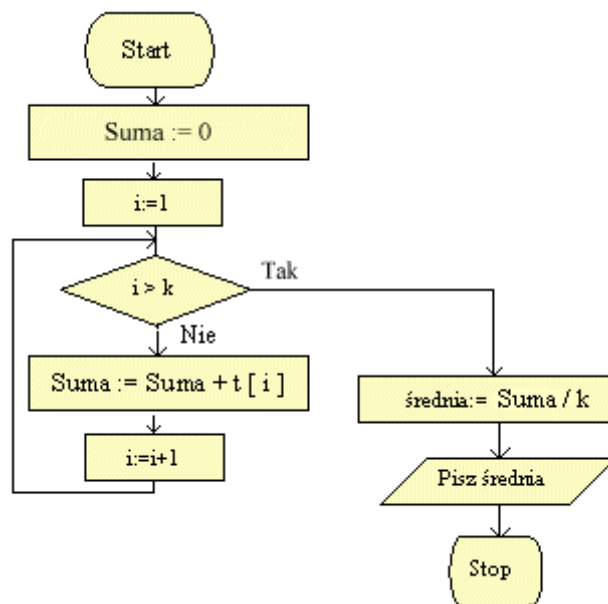 Start
Suma := 0
i:=1
i > k
Tak
Nie
Suma := Suma + t [ i ]
i:=i+1
średnia:= Suma / k
Pisz średnia
Stop